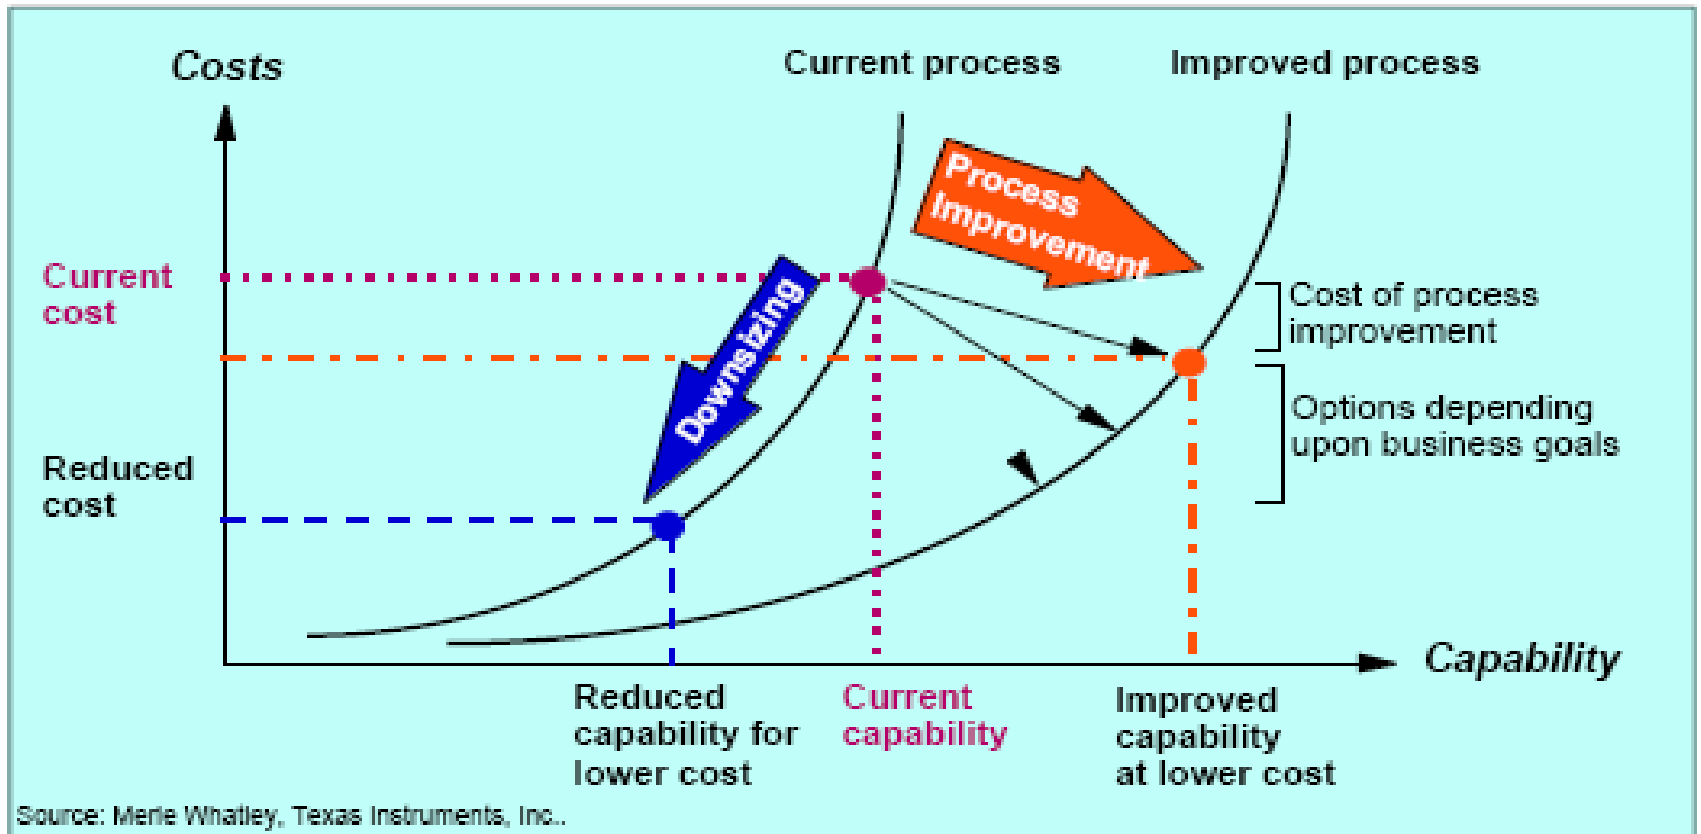 Costs
Current process
Improved process
Process
Improvement
Downsizing
Current
cost
Cost of process
improvement
Options depending
upon business goals
Reduced
cost
Capability
Reduced
capability for
lower cost
Current
capability
Improved
capability
at lower cost
Source: Merle Whatley, Texas Instruments, Inc..